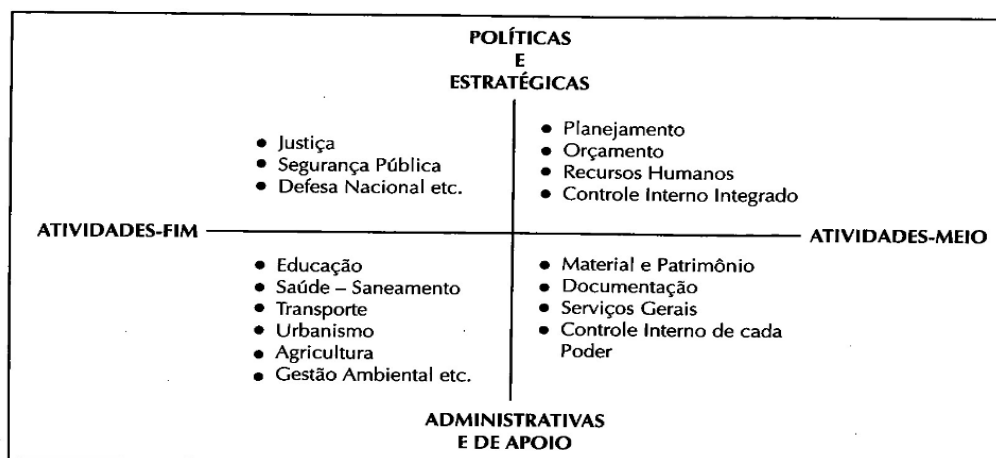 POLÍTICAS
E
ESTRATÉGICAS
● Justiça
● Segurança Pública
● Defesa Nacional etc.
● Planejamento
● Orçamento
● Recursos Humanos
● Controle Interno Integrado
ATIVIDADES-FIM
ATIVIDADES-MEIO
● Educação
● Saúde – Saneamento
● Transporte
● Urbanismo
● Agricultura
● Gestão Ambiental etc.
● Material e Patrimônio
● Documentação
● Serviços Gerais
● Controle Interno de cada
Poder
ADMINISTRATIVAS
E DE APOIO